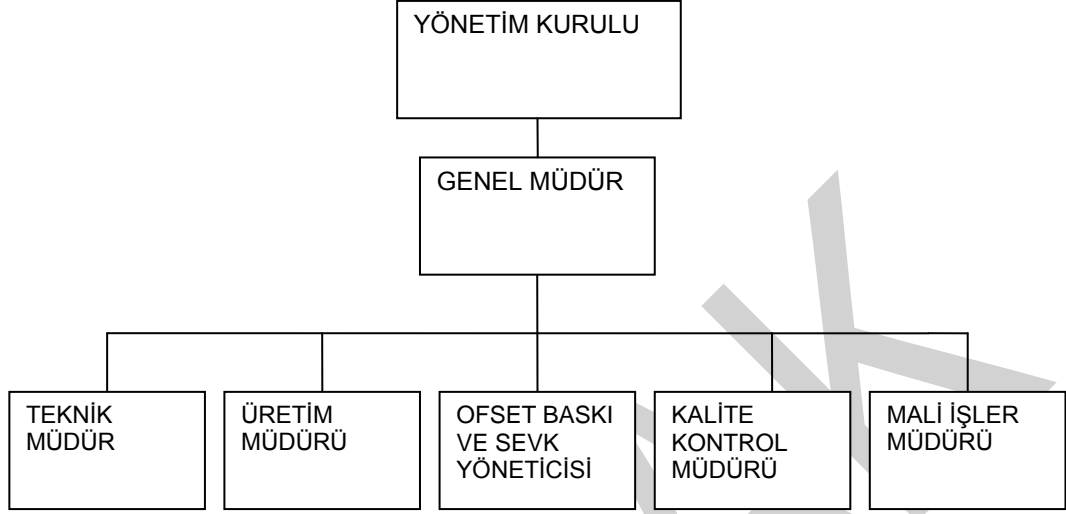 YÖNETİM KURULU
GENEL MÜDÜR
TEKNİK
MÜDÜR
ÜRETİM
MÜDÜRÜ
OFSET BASKI
VE SEVK
YÖNETİCİSİ
KALİTE
KONTROL
MÜDÜRÜ
MALİ İŞLER
MÜDÜRÜ